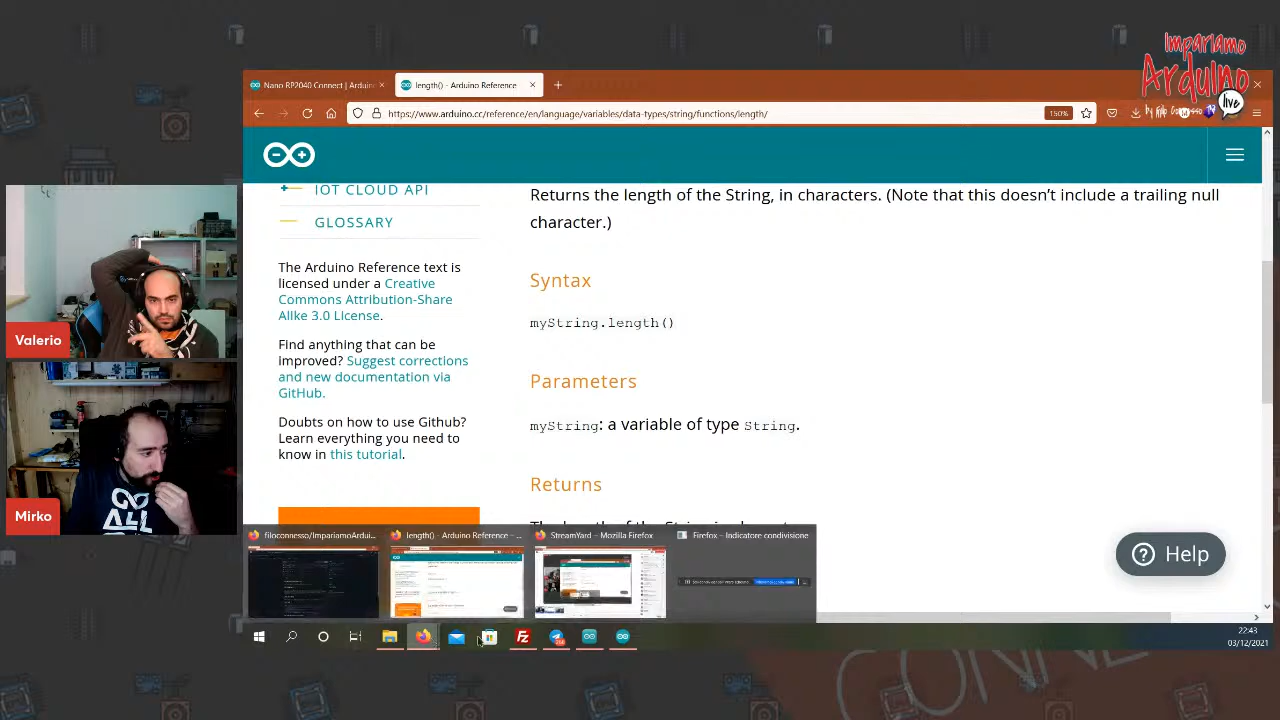 Impariamo
Arduino
live
Nano RP2040 Connect | Arduin
length() - Arduino Reference
https://www.arduino.cc/reference/en/language/variables/data-types/string/functions/length/
150%
IOT CLOUD API
GLOSSARY
The Arduino Reference text is
licensed under a Creative
Commons Attribution-Share
Alike 3.0 License.
Find anything that can be
improved? Suggest corrections
and new documentation via
GitHub.
Doubts on how to use Github?
Learn everything you need to
know in this tutorial.
Returns the length of the String, in characters. (Note that this doesn't include a trailing null
character.)
Syntax
myString.length()
Parameters
myString: a variable of type String.
Returns
Valerio
Mirko
filoconnesso/ImpariamoArdui...
length() - Arduino Reference – ...
StreamYard – Mozilla Firefox
Firefox – Indicatore condivisione
Help
22:43
03/12/2021
CONNE